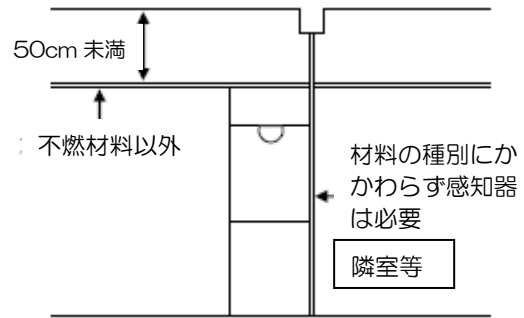 50cm 未満
不燃材料以外
材料の種別にか
かわらず感知器
は必要
隣室等